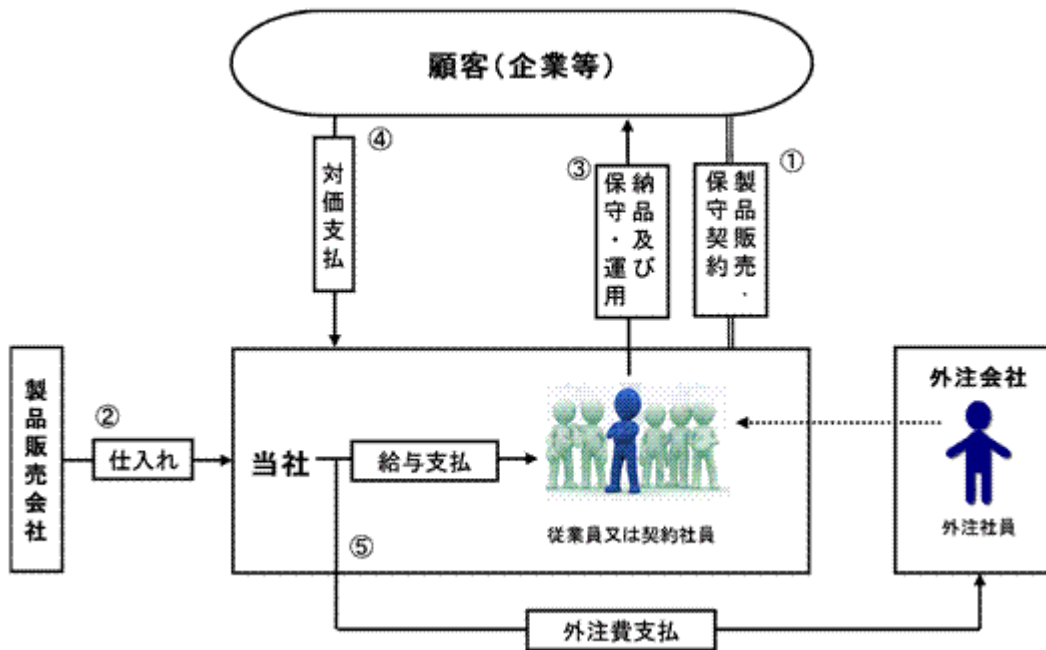 顧客(企業等)
④
対価支払
③
納品及び
保守・運用
①
製品販売・
保守契約
製品販売会社
②
仕入れ
当社
給与支払
従業員又は契約社員
⑤
外注会社
外注社員
外注費支払